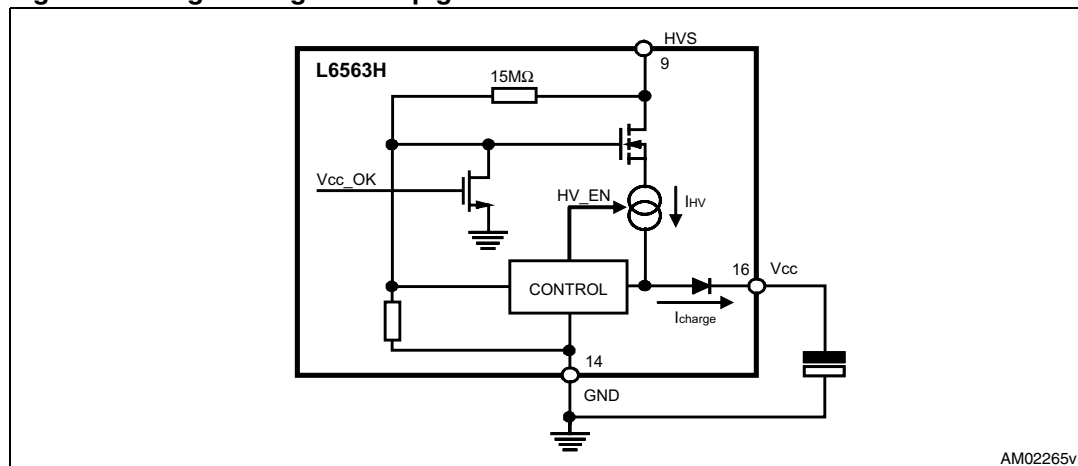 HVS
9
L6563H
15MΩ
Vcc_OK
HV_EN
IHV
CONTROL
16
Vcc
Icharge
14
GND
AM02265v